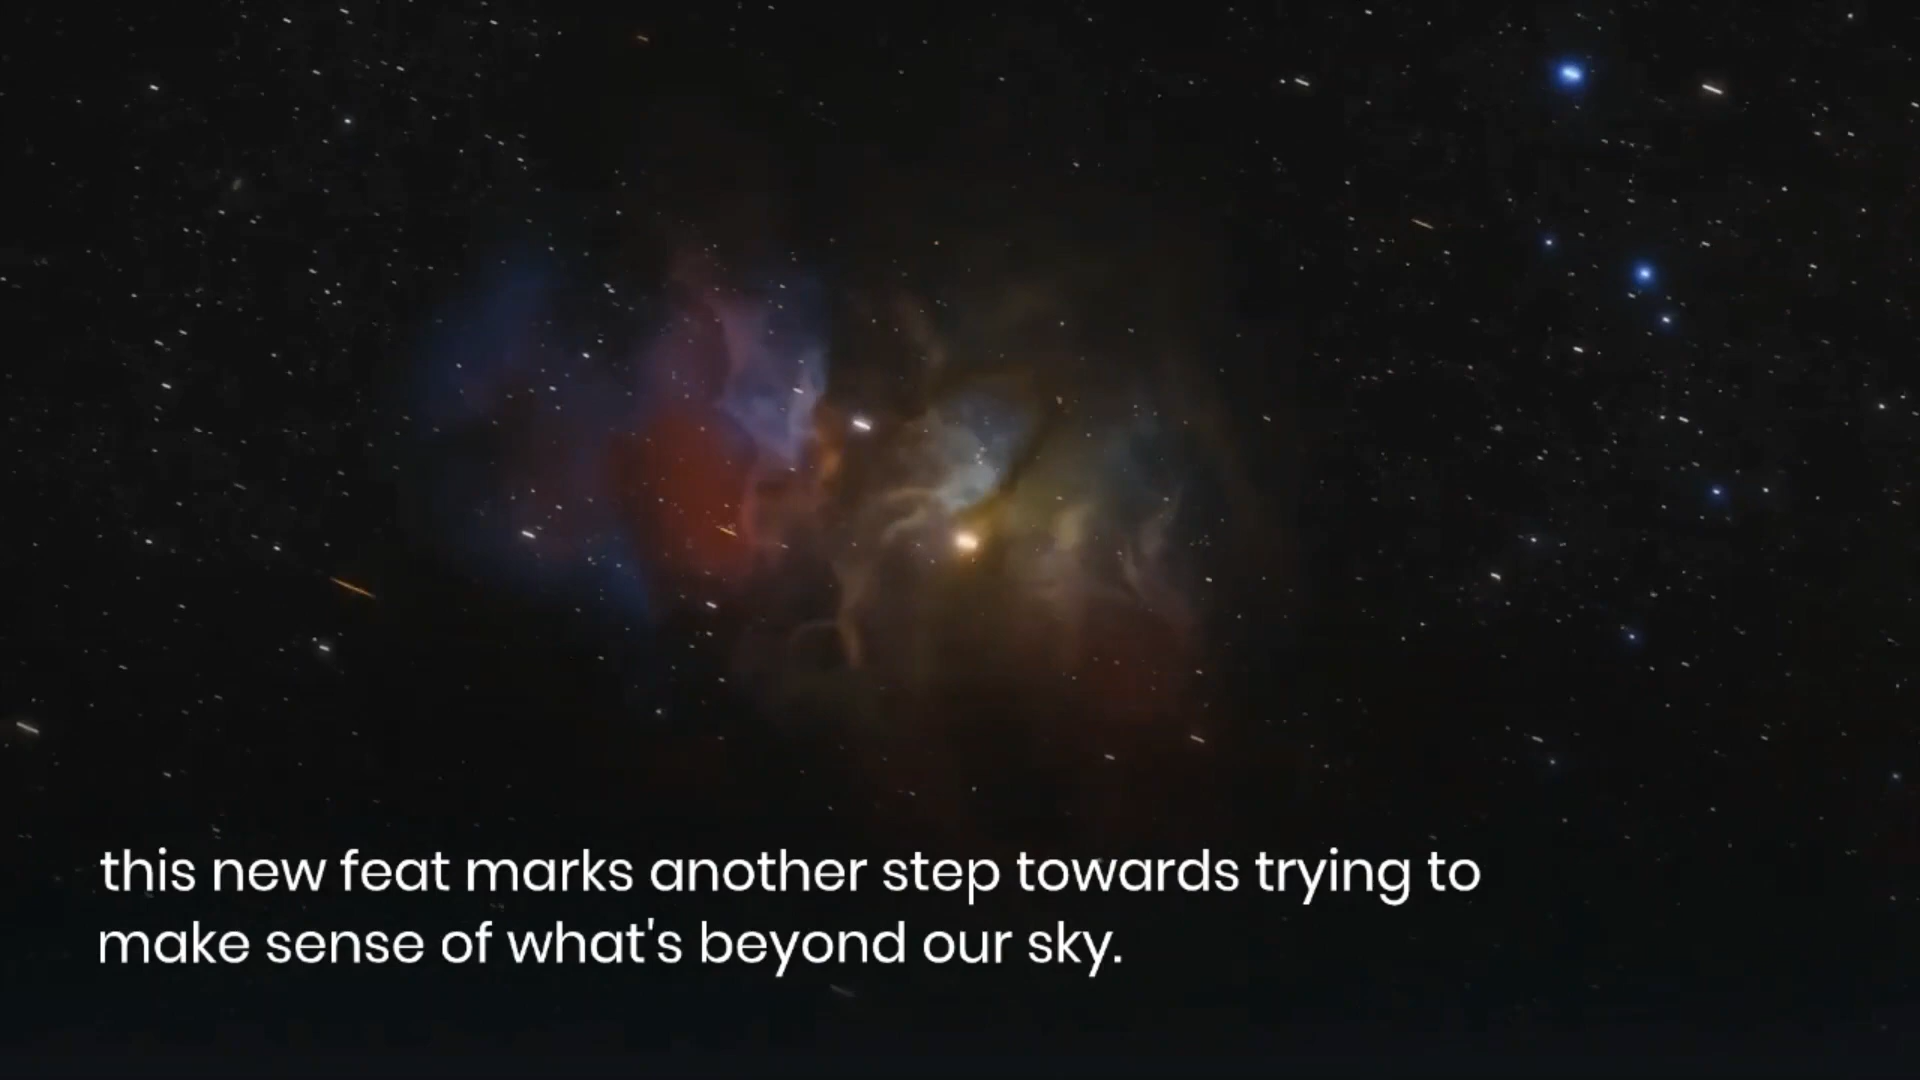 this new feat marks another step towards trying to
make sense of what's beyond our sky.